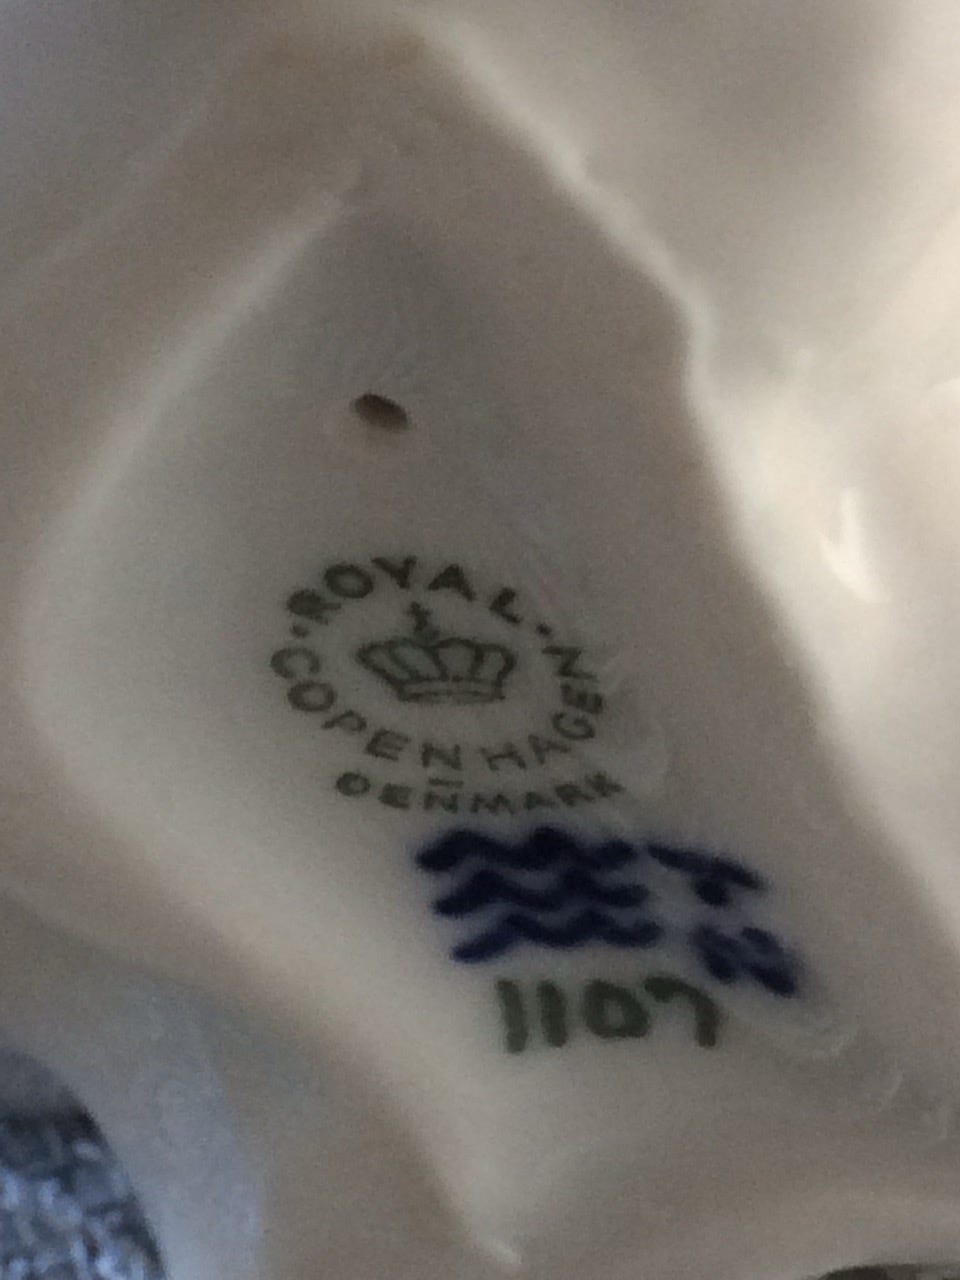 ROYAL
COPENHAGEN
DENMARK
1107